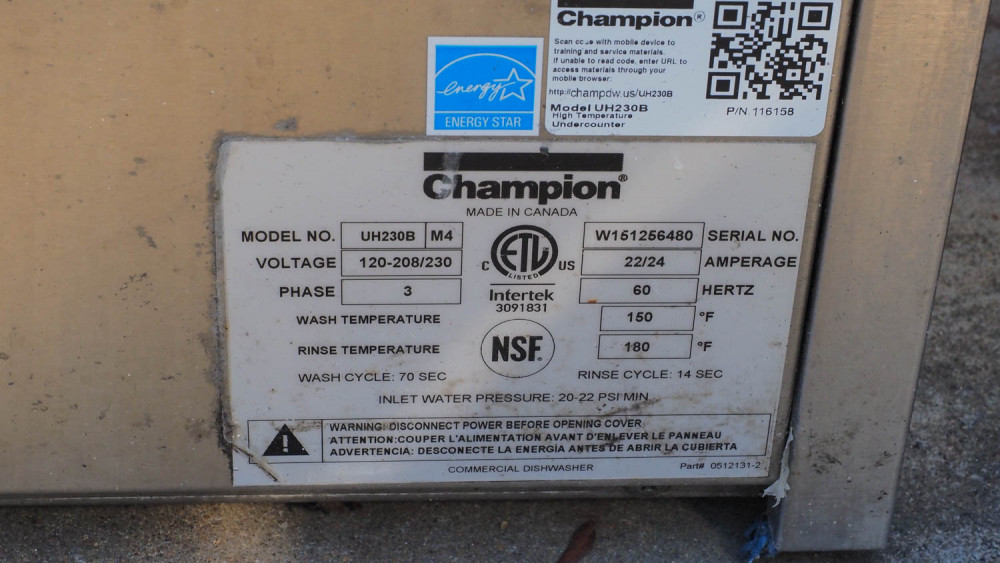 Champion®
Scan code with mobile device to
training and service materials.
If unable to read code, enter URL to
access materials through your
mobile browser:
http://champdw.us/UH230B
Model UH230B
High Temperature
Undercounter
P/N 116158
energy
ENERGY STAR
Champion®
MADE IN CANADA
MODEL NO. UH230B M4
W151256480 SERIAL NO.
VOLTAGE 120-208/230
22/24 AMPERAGE
PHASE 3
60 HERTZ
C ETL US
LISTED
Intertek
3091831
WASH TEMPERATURE 150 °F
RINSE TEMPERATURE 180 °F
NSF.
WASH CYCLE: 70 SEC
RINSE CYCLE: 14 SEC
INLET WATER PRESSURE: 20-22 PSI MIN
WARNING: DISCONNECT POWER BEFORE OPENING COVER
ATTENTION:COUPER L'ALIMENTATION AVANT D'ENLEVER LE PANNEAU
ADVERTENCIA: DESCONECTE LA ENERGÍA ANTES DE ABRIR LA CUBIERTA
COMMERCIAL DISHWASHER
Part# 0512131-2